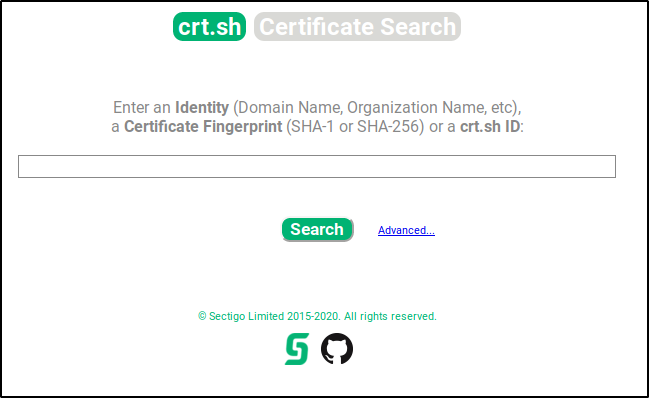 crt.sh Certificate Search
Enter an Identity (Domain Name, Organization Name, etc),
a Certificate Fingerprint (SHA-1 or SHA-256) or a crt.sh ID:
Search Advanced...
© Sectigo Limited 2015-2020. All rights reserved.